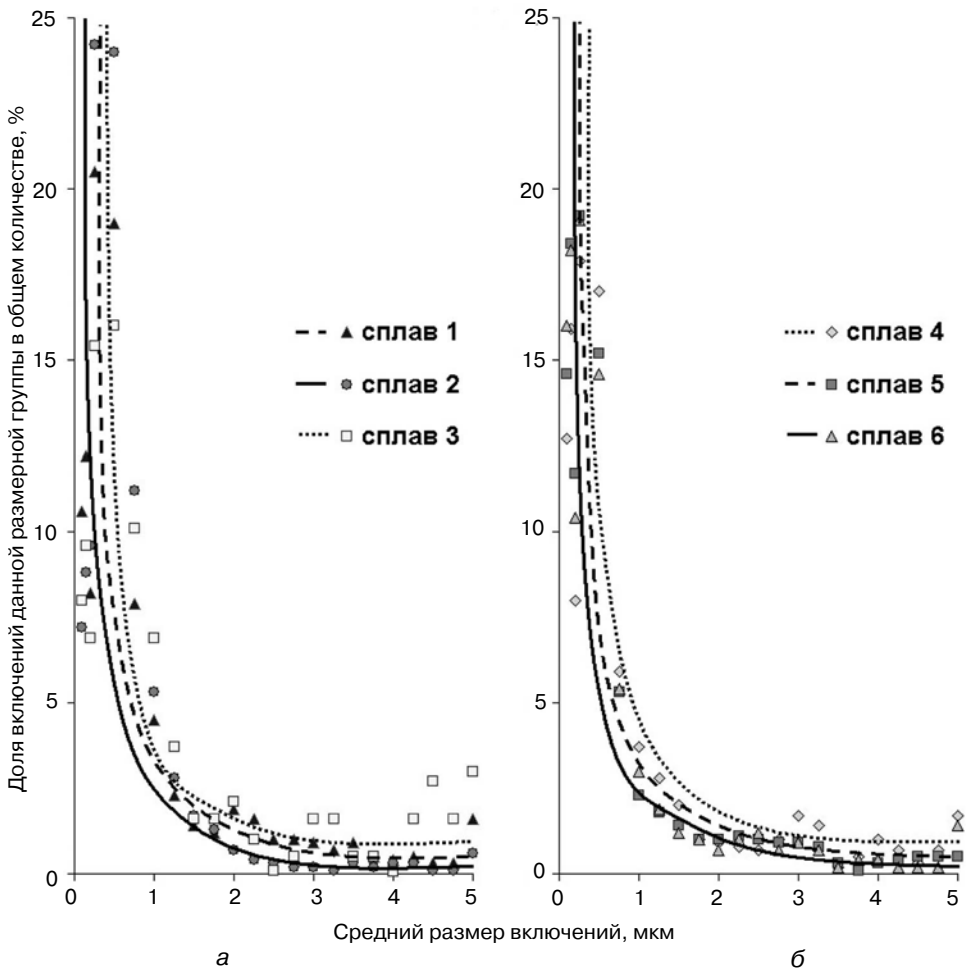 Доля включений данной размерной группы в общем количестве, %
25
20
15
10
5
0
0 1 2 3 4 5
сплав 1
сплав 2
сплав 3
а
25
20
15
10
5
0
0 1 2 3 4 5
сплав 4
сплав 5
сплав 6
б
Средний размер включений, мкм